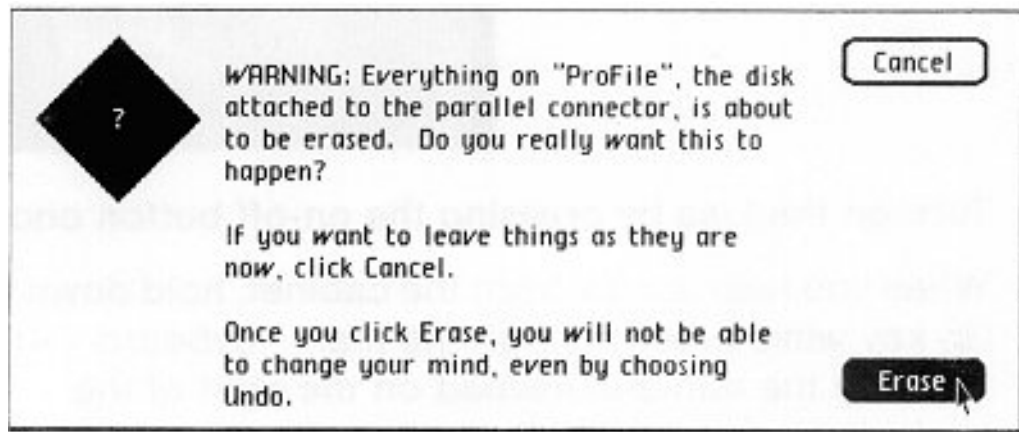 ?
WARNING: Everything on "ProFile", the disk
attached to the parallel connector, is about
to be erased.  Do you really want this to
happen?
If you want to leave things as they are
now, click Cancel.
Once you click Erase, you will not be able
to change your mind, even by choosing
Undo.
Cancel
Erase